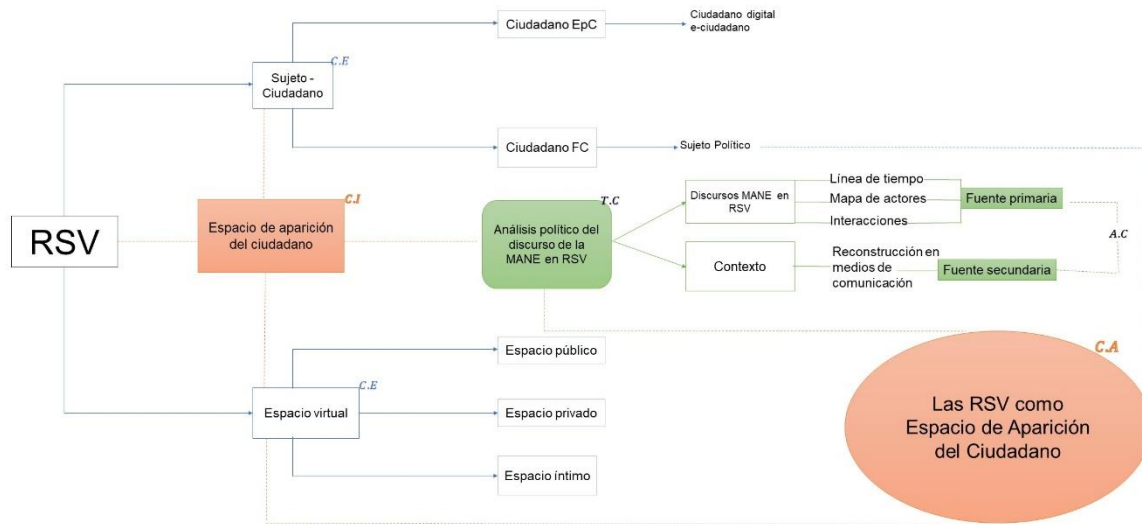 Ciudadano EpC
Ciudadano digital
e-ciudadano
C.E
Sujeto -
Ciudadano
Ciudadano FC
Sujeto Político
C.I
Espacio de aparición
del ciudadano
RSV
T.C
Análisis político del
discurso de la
MANE en RSV
Discursos MANE en
RSV
Línea de tiempo
Mapa de actores
Interacciones
Fuente primaria
A.C
Contexto
Reconstrucción en
medios de
comunicación
Fuente secundaria
C.E
Espacio virtual
Espacio público
Espacio privado
Espacio íntimo
C.A
Las RSV como
Espacio de Aparición
del Ciudadano